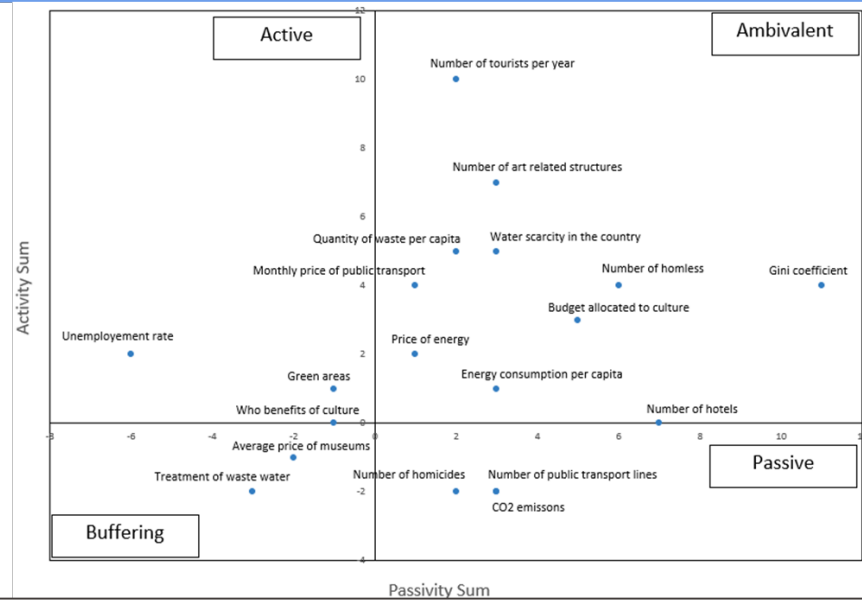 12
Active
Ambivalent
Number of tourists per year
10
8
Number of art related structures
6
Quantity of waste per capita
Water scarcity in the country
Monthly price of public transport
Number of homless
Gini coefficient
4
Budget allocated to culture
Unemployement rate
Price of energy
2
Green areas
Energy consumption per capita
Who benefits of culture
Number of hotels
0
-8 -6 -4 -2 0 2 4 6 8 10
Average price of museums
Passive
Treatment of waste water
Number of homicides
Number of public transport lines
-2
CO2 emissons
Buffering
Activity Sum
Passivity Sum